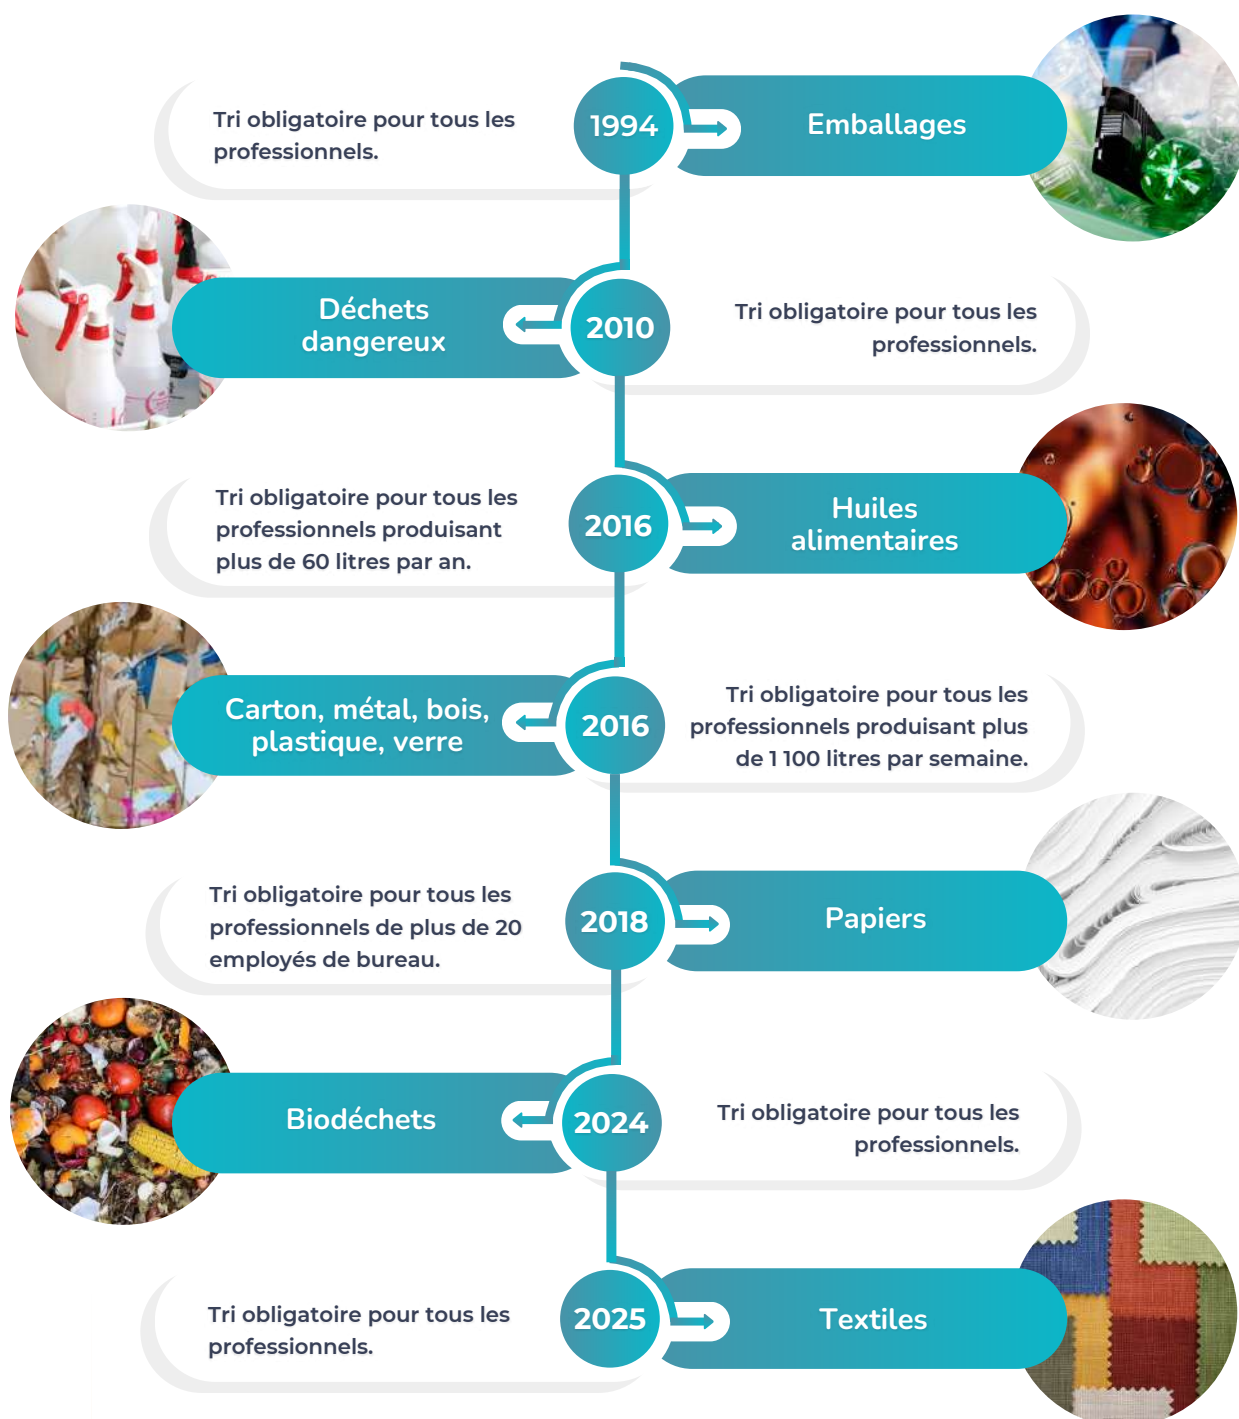 Tri obligatoire pour tous les
professionnels.
1994
Emballages
Déchets
dangereux
2010
Tri obligatoire pour tous les
professionnels.
Tri obligatoire pour tous les
professionnels produisant
plus de 60 litres par an.
2016
Huiles
alimentaires
Carton, métal, bois,
plastique, verre
2016
Tri obligatoire pour tous les
professionnels produisant plus
de 1 100 litres par semaine.
Tri obligatoire pour tous les
professionnels de plus de 20
employés de bureau.
2018
Papiers
Biodéchets
2024
Tri obligatoire pour tous les
professionnels.
Tri obligatoire pour tous les
professionnels.
2025
Textiles